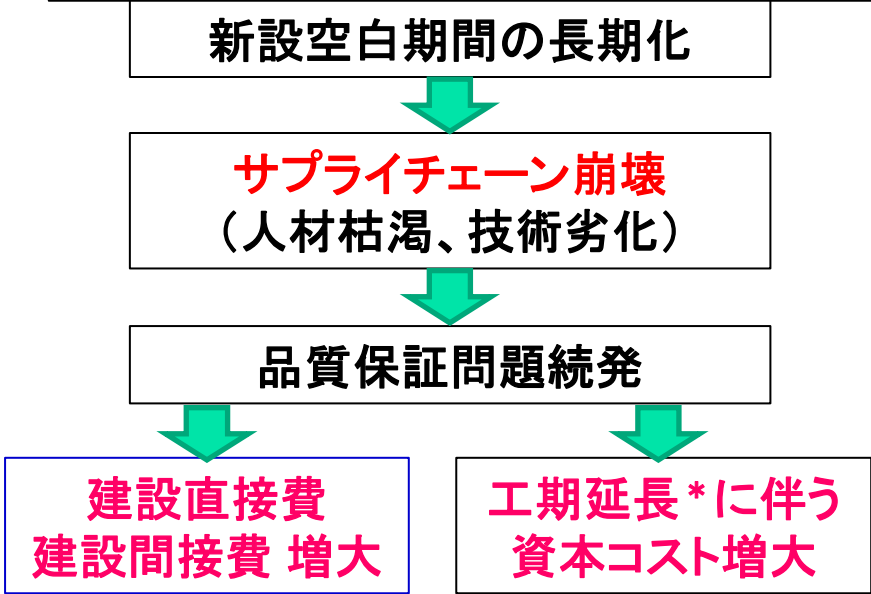 新設空白期間の長期化
サプライチェーン崩壊
（人材枯渇、技術劣化）
品質保証問題続発
建設直接費
建設間接費 増大
工期延長*に伴う
資本コスト増大